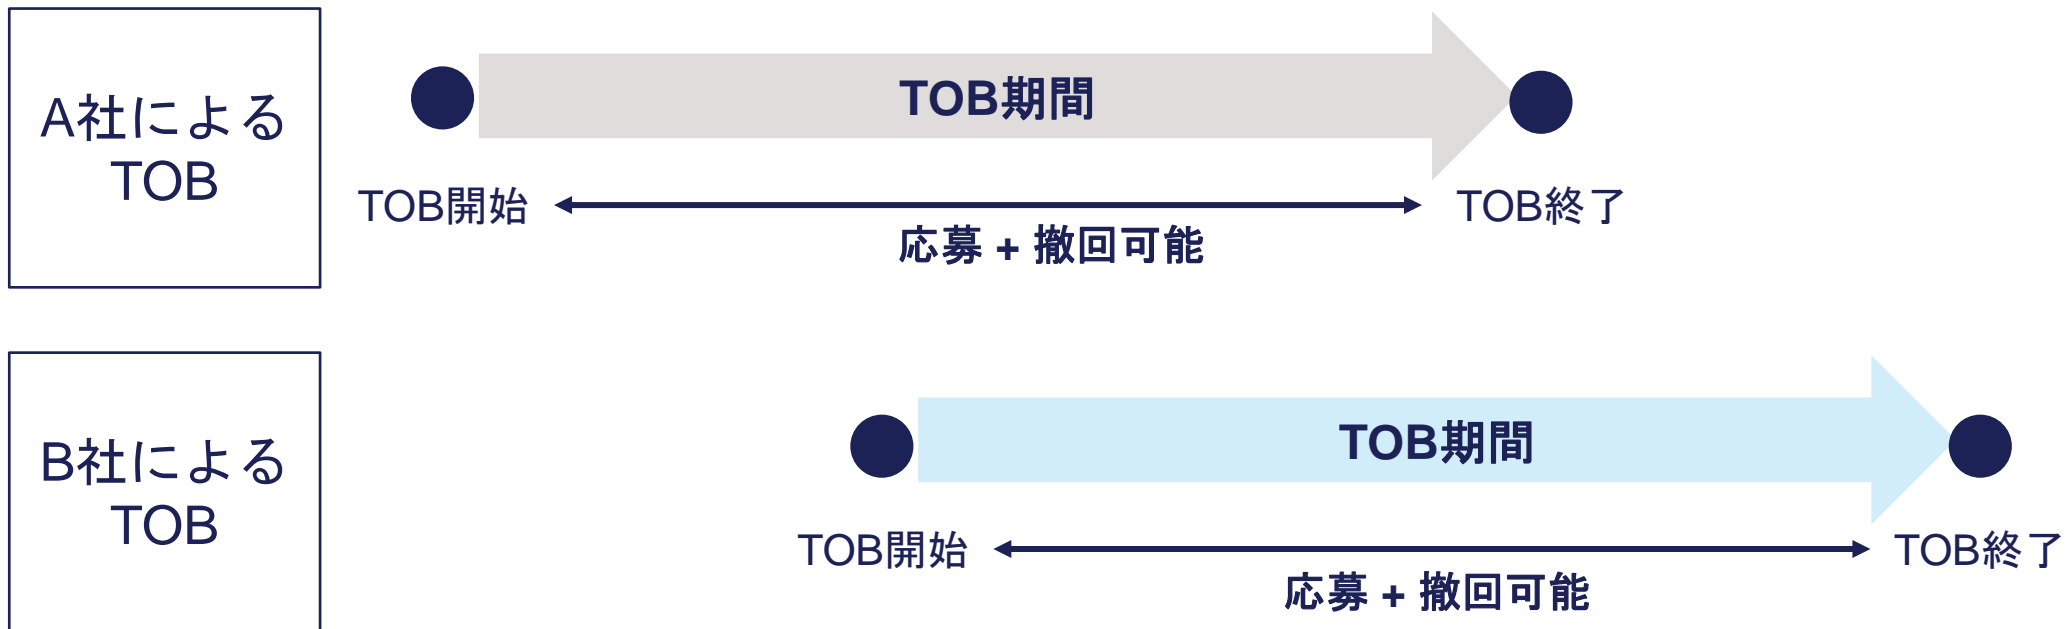 A社による
TOB
TOB期間
TOB開始
TOB終了
応募 + 撤回可能
B社による
TOB
TOB期間
TOB開始
TOB終了
応募 + 撤回可能